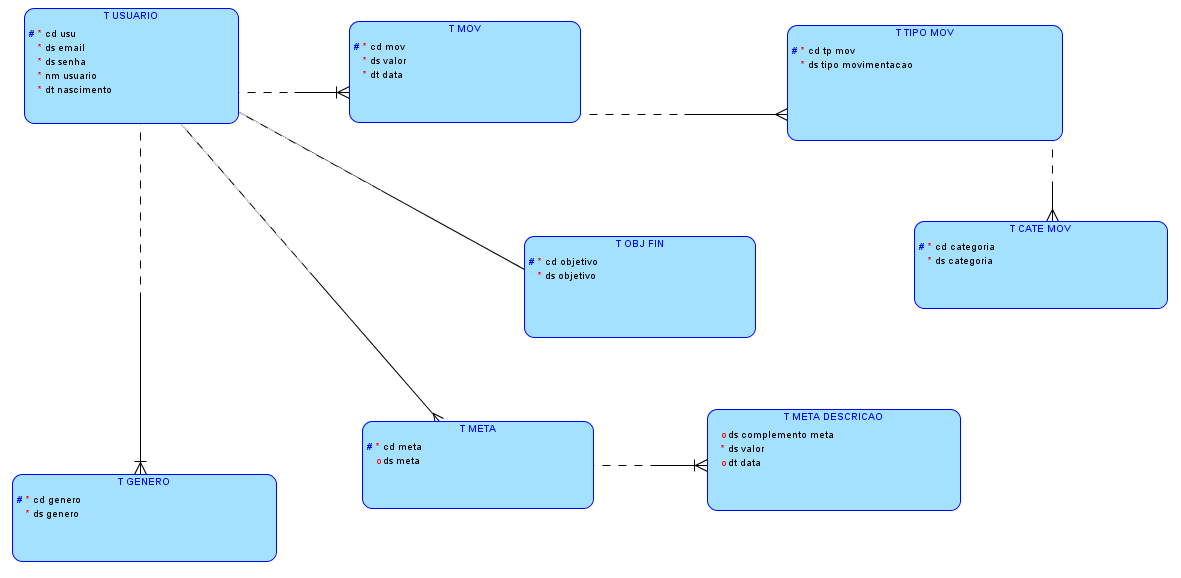 T USUARIO
# * cd usu
* ds email
* ds senha
* nm usuario
* dt nascimento
T MOV
# * cd mov
* ds valor
* dt data
T TIPO MOV
# * cd tp mov
* ds tipo movimentacao
T CATE MOV
# * cd categoria
* ds categoria
T OBJ FIN
# * cd objetivo
* ds objetivo
T META
# * cd meta
o ds meta
T META DESCRICAO
o ds complemento meta
* ds valor
o dt data
T GENERO
# * cd genero
* ds genero